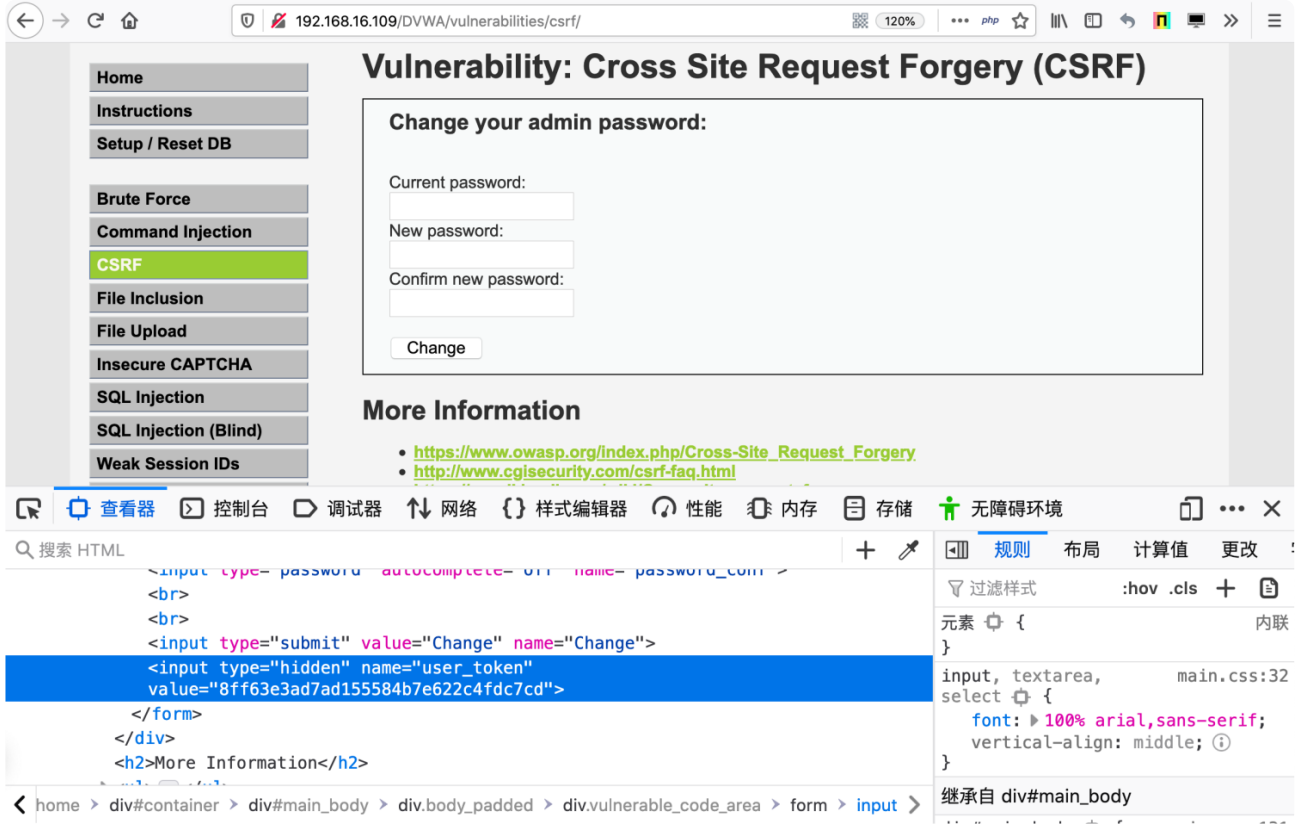 192.168.16.109/DVWA/vulnerabilities/csrf/
120%
php
Home
Instructions
Setup / Reset DB
Brute Force
Command Injection
CSRF
File Inclusion
File Upload
Insecure CAPTCHA
SQL Injection
SQL Injection (Blind)
Weak Session IDs
Vulnerability: Cross Site Request Forgery (CSRF)
Change your admin password:
Current password:
New password:
Confirm new password:
Change
More Information
https://www.owasp.org/index.php/Cross-Site_Request_Forgery
http://www.cgisecurity.com/csrf-faq.html
查看器 控制台 调试器 网络 样式编辑器 性能 内存 存储 无障碍环境
搜索 HTML
<input type="password" autocomplete="off" name="password_conf">
<br>
<br>
<input type="submit" value="Change" name="Change">
<input type="hidden" name="user_token"
value="8ff63e3ad7ad155584b7e622c4fdc7cd">
</form>
</div>
<h2>More Information</h2>
home > div#container > div#main_body > div.body_padded > div.vulnerable_code_area > form > input
规则 布局 计算值 更改
过滤样式 :hov .cls +
元素 { 内联
}
input, textarea, main.css:32
select {
font: 100% arial,sans-serif;
vertical-align: middle;
}
继承自 div#main_body